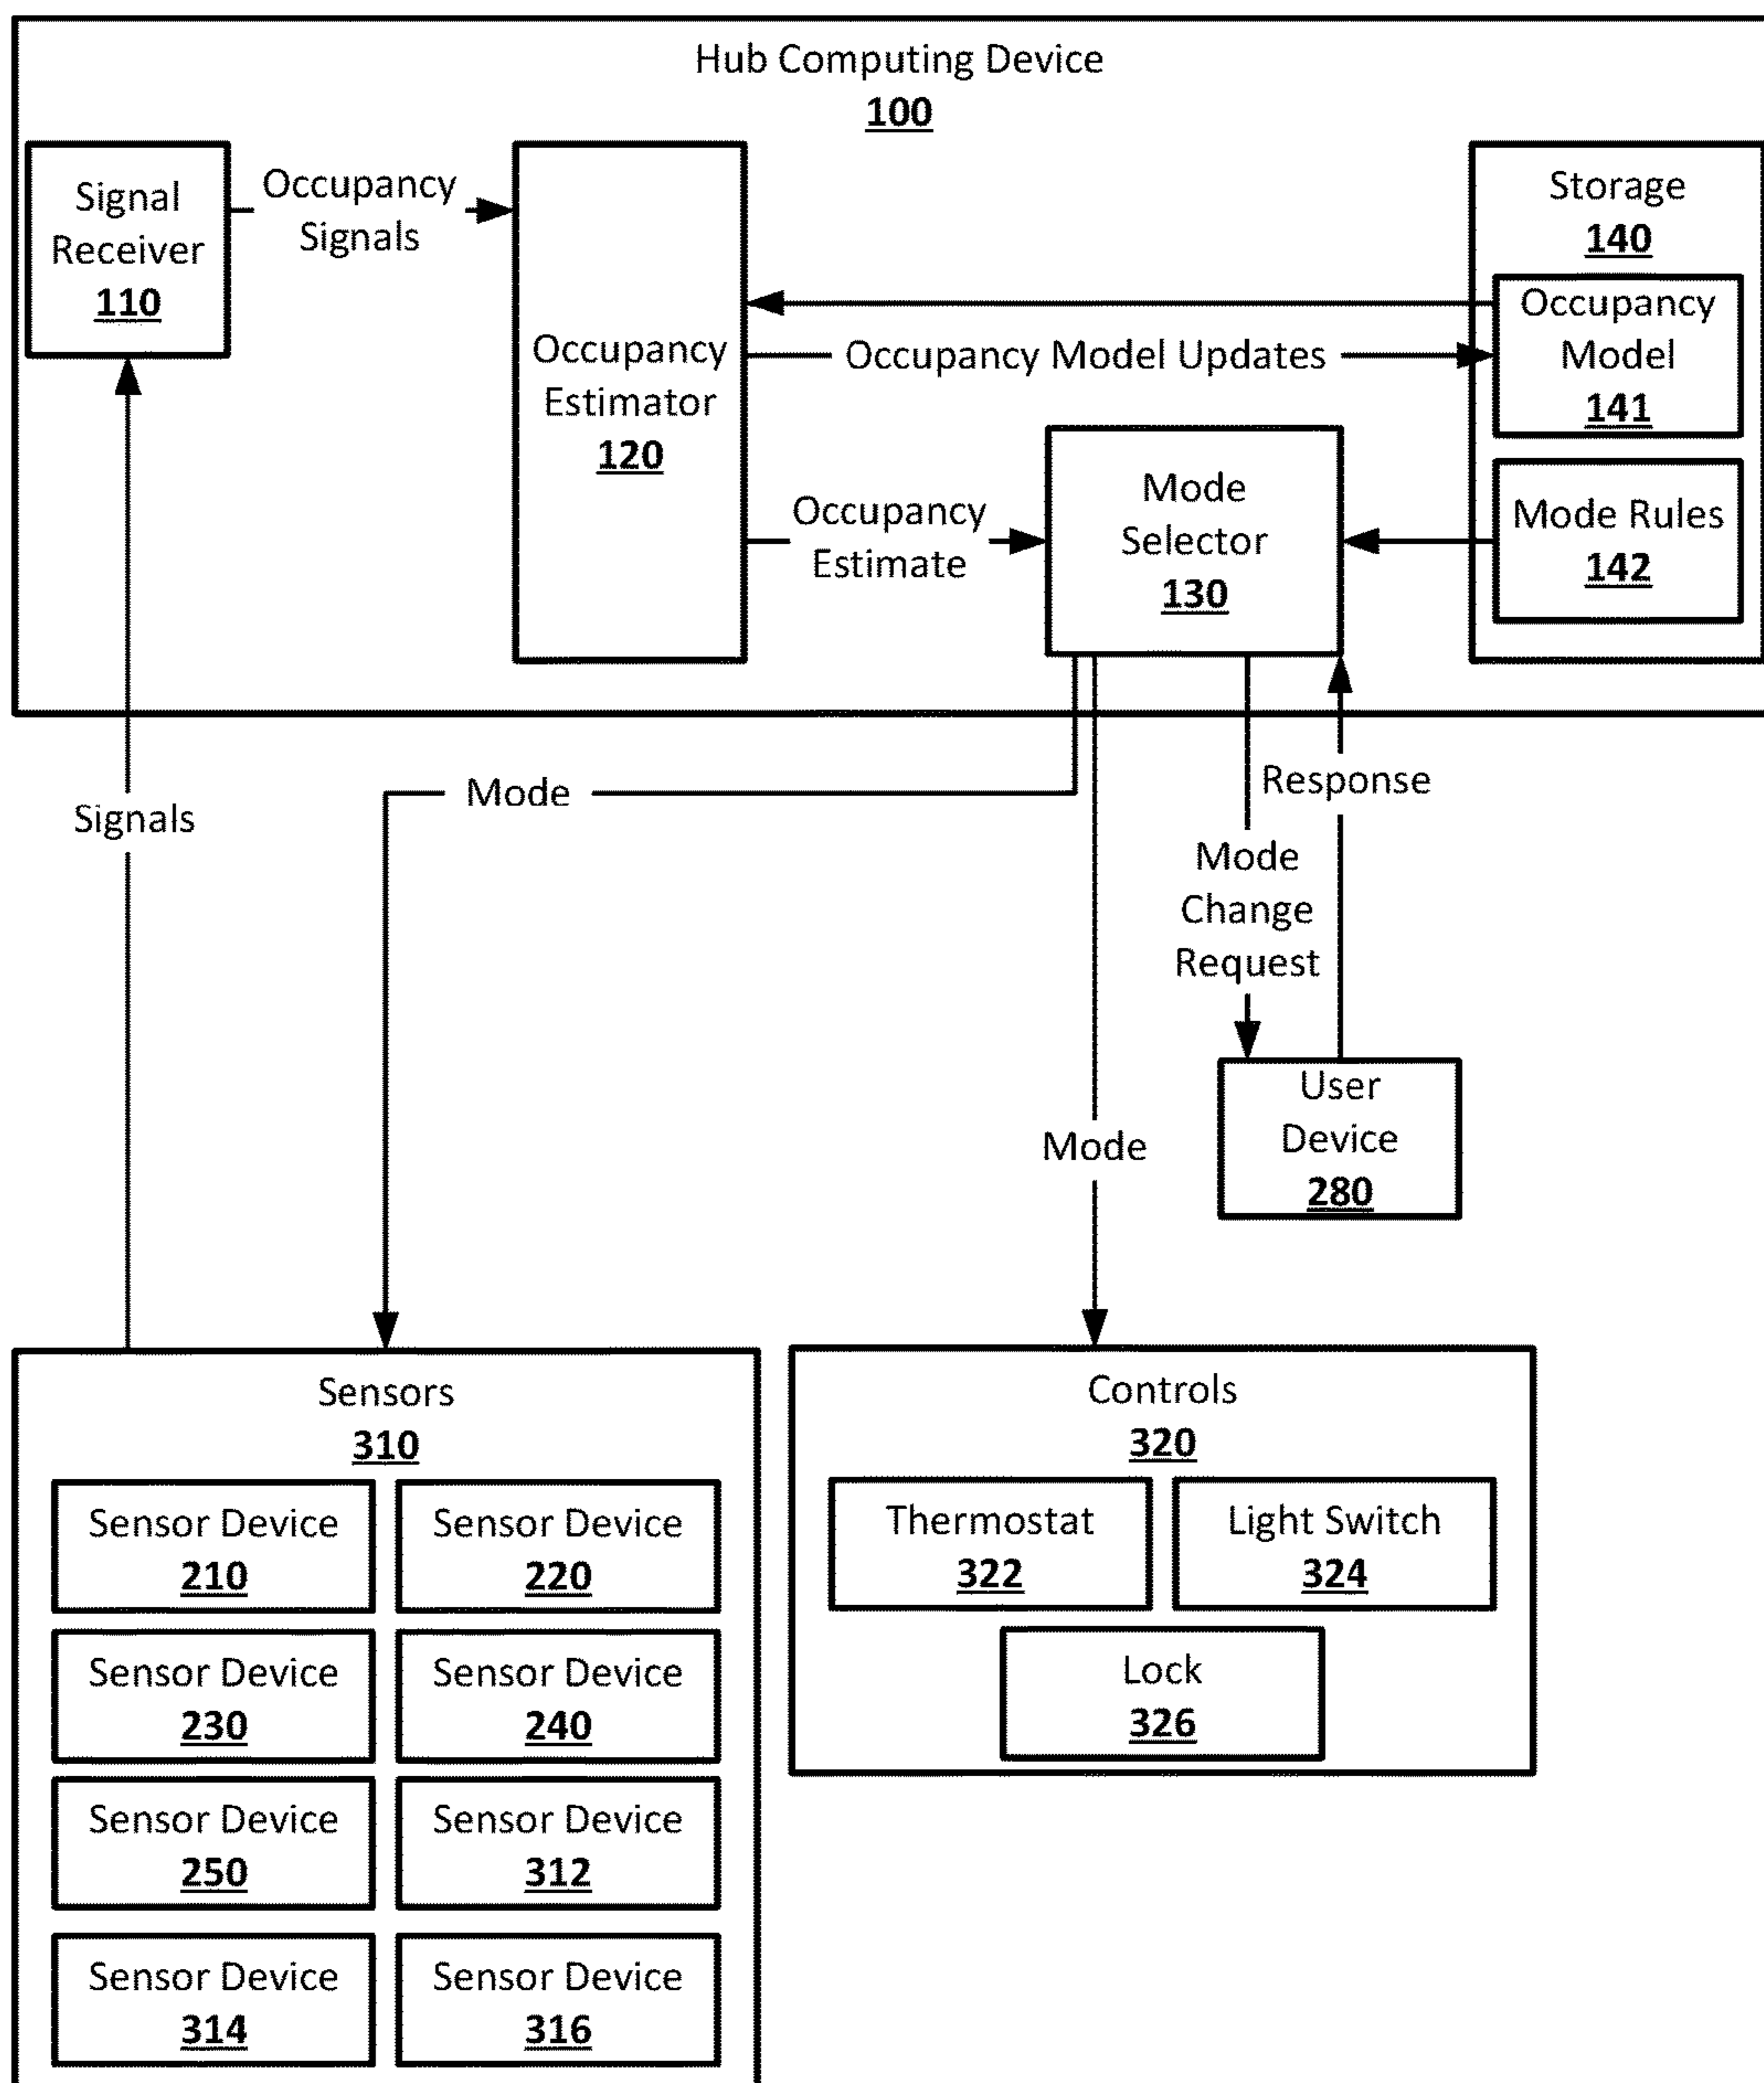 Hub Computing Device
100
Signal
Receiver
110
Occupancy
Signals
Occupancy
Estimator
120
Storage
140
Occupancy
Model
141
Occupancy Model Updates
Mode Rules
142
Occupancy
Estimate
Mode
Selector
130
Signals
Mode
Mode
Change
Request
Response
User
Device
280
Mode
Sensors
310
Sensor Device
210
Sensor Device
220
Sensor Device
230
Sensor Device
240
Sensor Device
250
Sensor Device
312
Sensor Device
314
Sensor Device
316
Controls
320
Thermostat
322
Light Switch
324
Lock
326